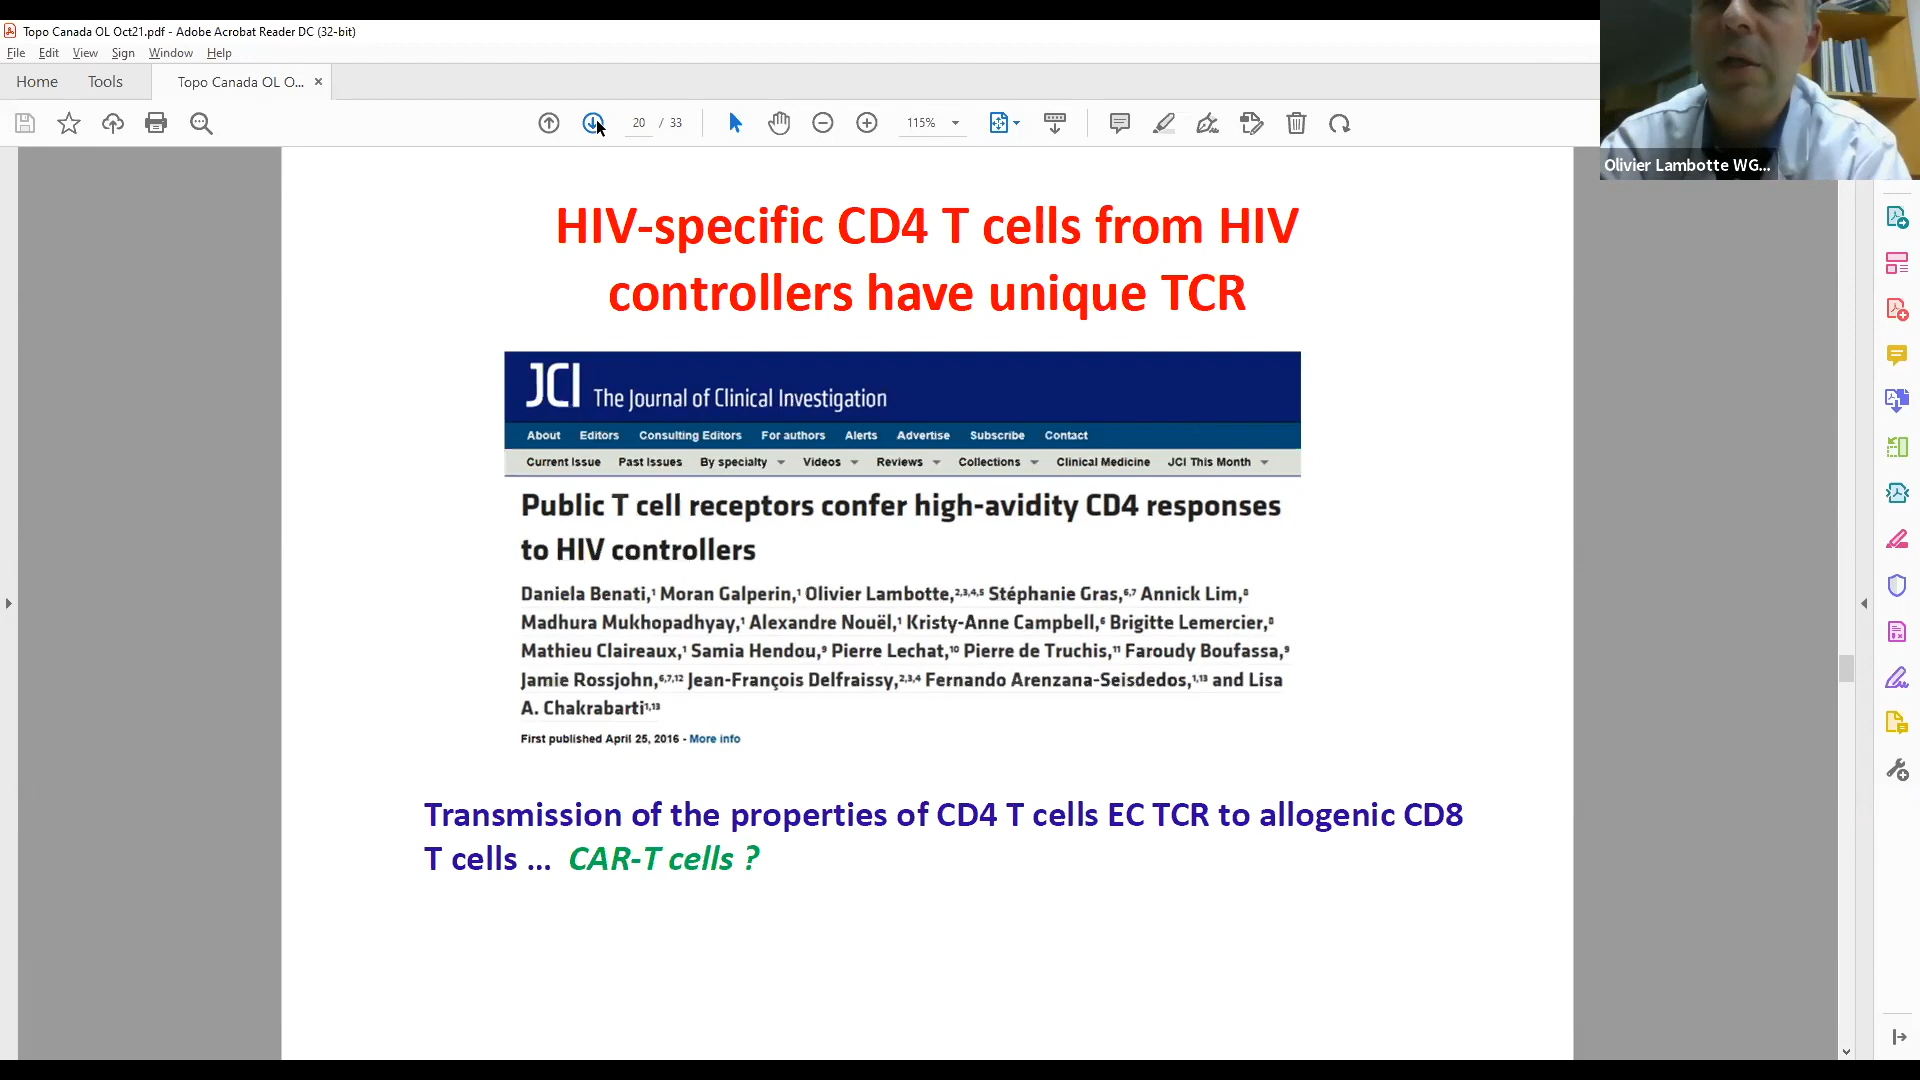 Topo Canada OL Oct21.pdf - Adobe Acrobat Reader DC (32-bit)
File Edit View Sign Window Help
Home Tools Topo Canada OL O... ×
20 / 33 115%
Olivier Lambotte WG...
HIV-specific CD4 T cells from HIV
controllers have unique TCR
JCI The Journal of Clinical Investigation
About Editors Consulting Editors For authors Alerts Advertise Subscribe Contact
Current Issue Past Issues By specialty Videos Reviews Collections Clinical Medicine JCI This Month
Public T cell receptors confer high-avidity CD4 responses
to HIV controllers
Daniela Benati,¹ Moran Galperin,¹ Olivier Lambotte,²,³,⁴,⁵ Stéphanie Gras,⁶,⁷ Annick Lim,⁸
Madhura Mukhopadhyay,¹ Alexandre Nouël,¹ Kristy-Anne Campbell,⁶ Brigitte Lemercier,⁸
Mathieu Claireaux,¹ Samia Hendou,⁹ Pierre Lechat,¹⁰ Pierre de Truchis,¹¹ Faroudy Boufassa,⁹
Jamie Rossjohn,⁶,⁷,¹² Jean-François Delfraissy,²,³,⁴ Fernando Arenzana-Seisdedos,¹,¹³ and Lisa
A. Chakrabarti¹,¹³
First published April 25, 2016 - More info
Transmission of the properties of CD4 T cells EC TCR to allogenic CD8
T cells ... CAR-T cells ?